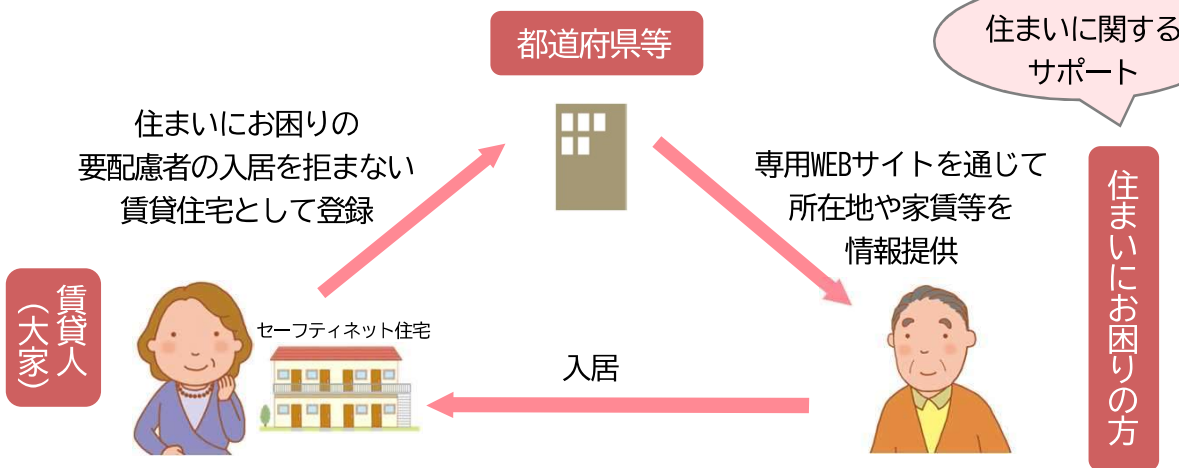 都道府県等
住まいに関する
サポート
住まいにお困りの
要配慮者の入居を拒まない
賃貸住宅として登録
専用WEBサイトを通じて
所在地や家賃等を
情報提供
住まいにお困りの方
賃貸人
（大家）
セーフティネット住宅
入居